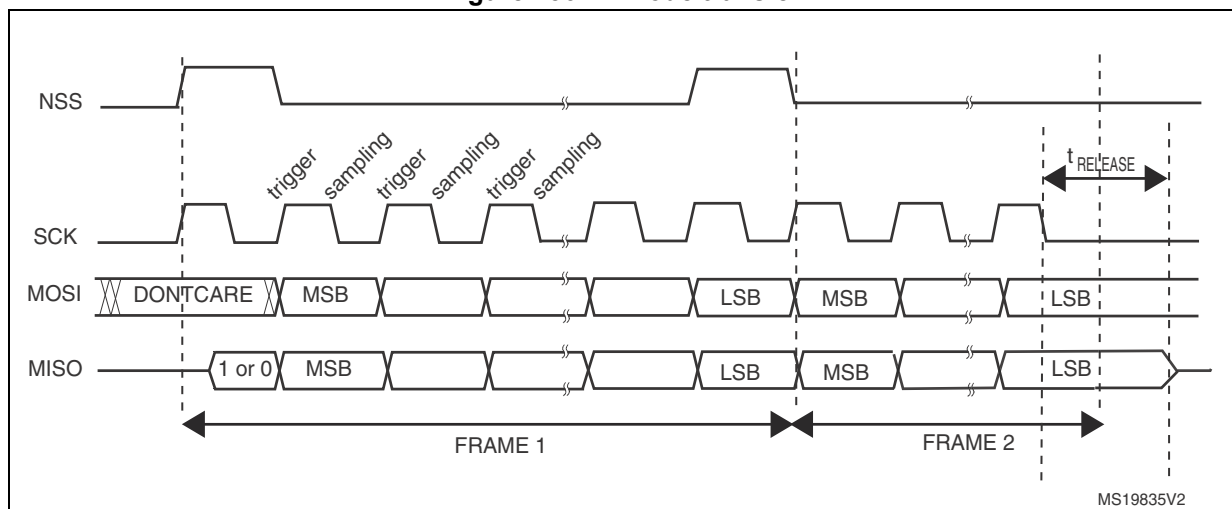 NSS
trigger
sampling
trigger
sampling
trigger
sampling
t RELEASE
SCK
MOSI
DONTCARE
MSB
LSB
MSB
LSB
MISO
1 or 0
MSB
LSB
MSB
LSB
FRAME 1
FRAME 2
MS19835V2